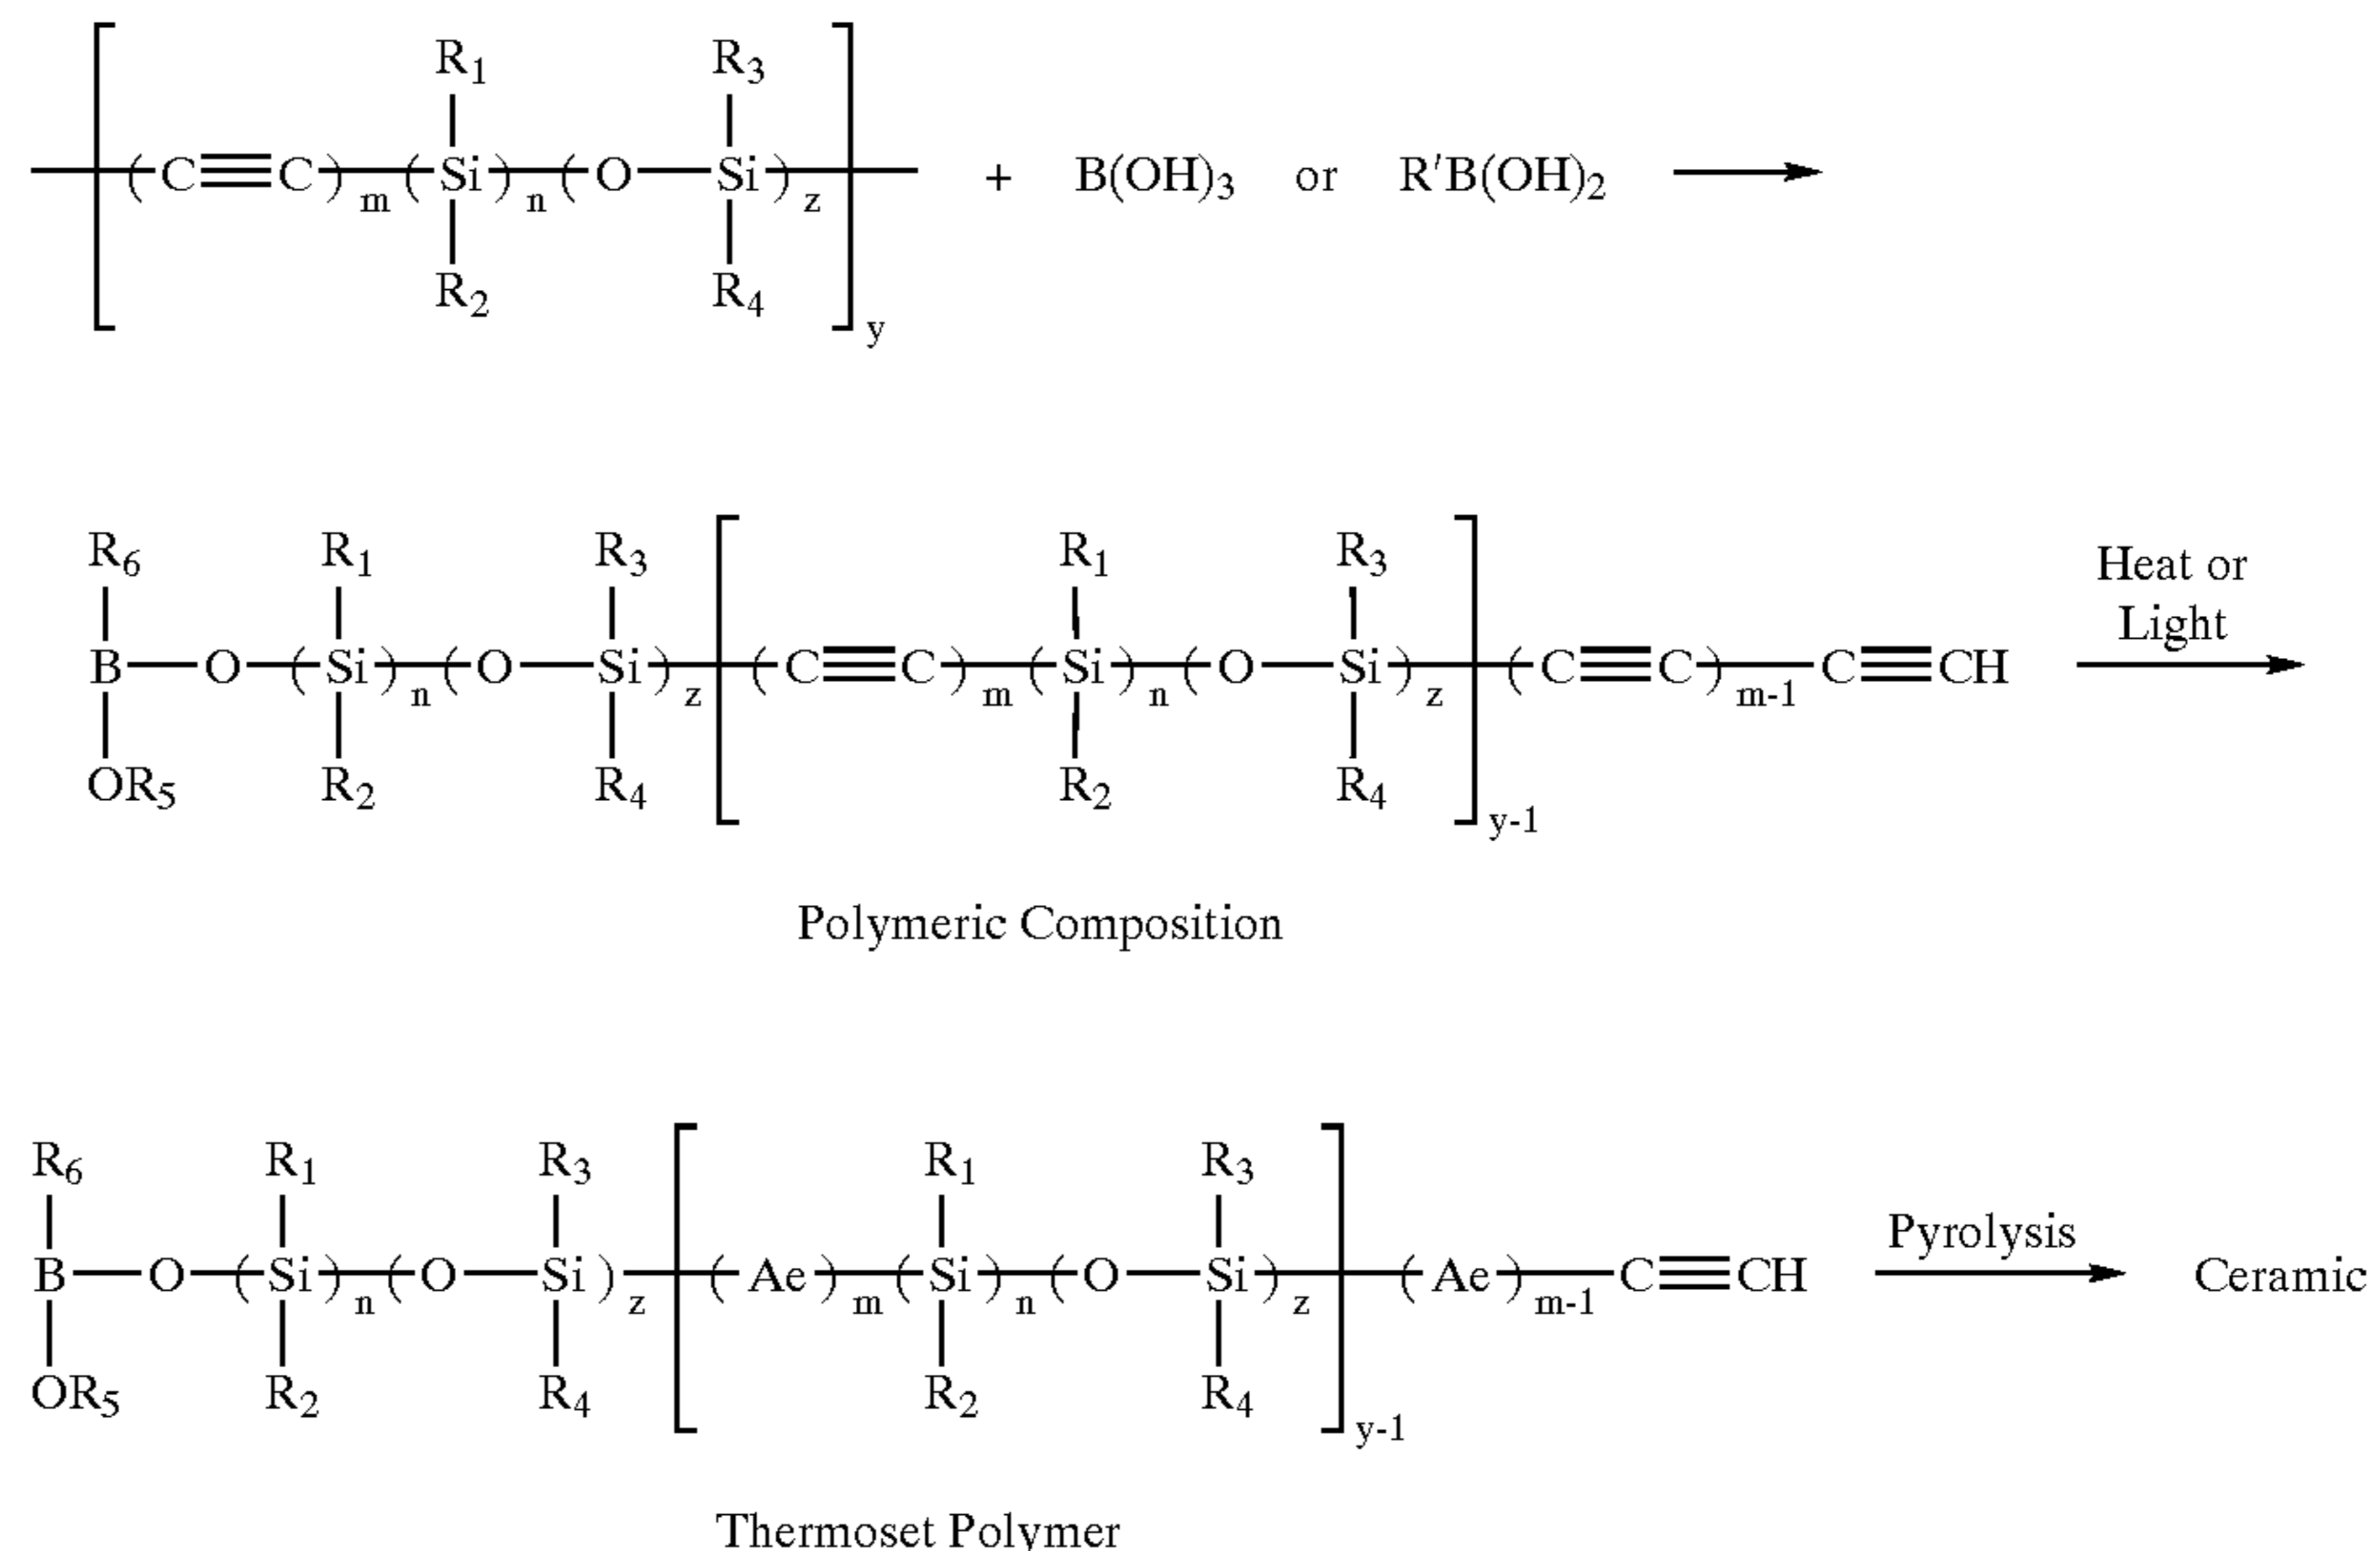 R1 R3
(C≡C)m (Si)n (O—Si)z + B(OH)3 or R'B(OH)2
R2 R4
y
R6 R1 R3 R1 R3 Heat or
Light
B—O—(Si)n (O—Si)z (C≡C)m (Si)n (O—Si)z (C≡C)m-1 C≡CH
OR5 R2 R4 R2 R4
y-1
Polymeric Composition
R6 R1 R3 R1 R3
Pyrolysis
B—O—(Si)n (O—Si)z (Ae)m (Si)n (O—Si)z (Ae)m-1 C≡CH Ceramic
OR5 R2 R4 R2 R4
y-1
Thermoset Polymer